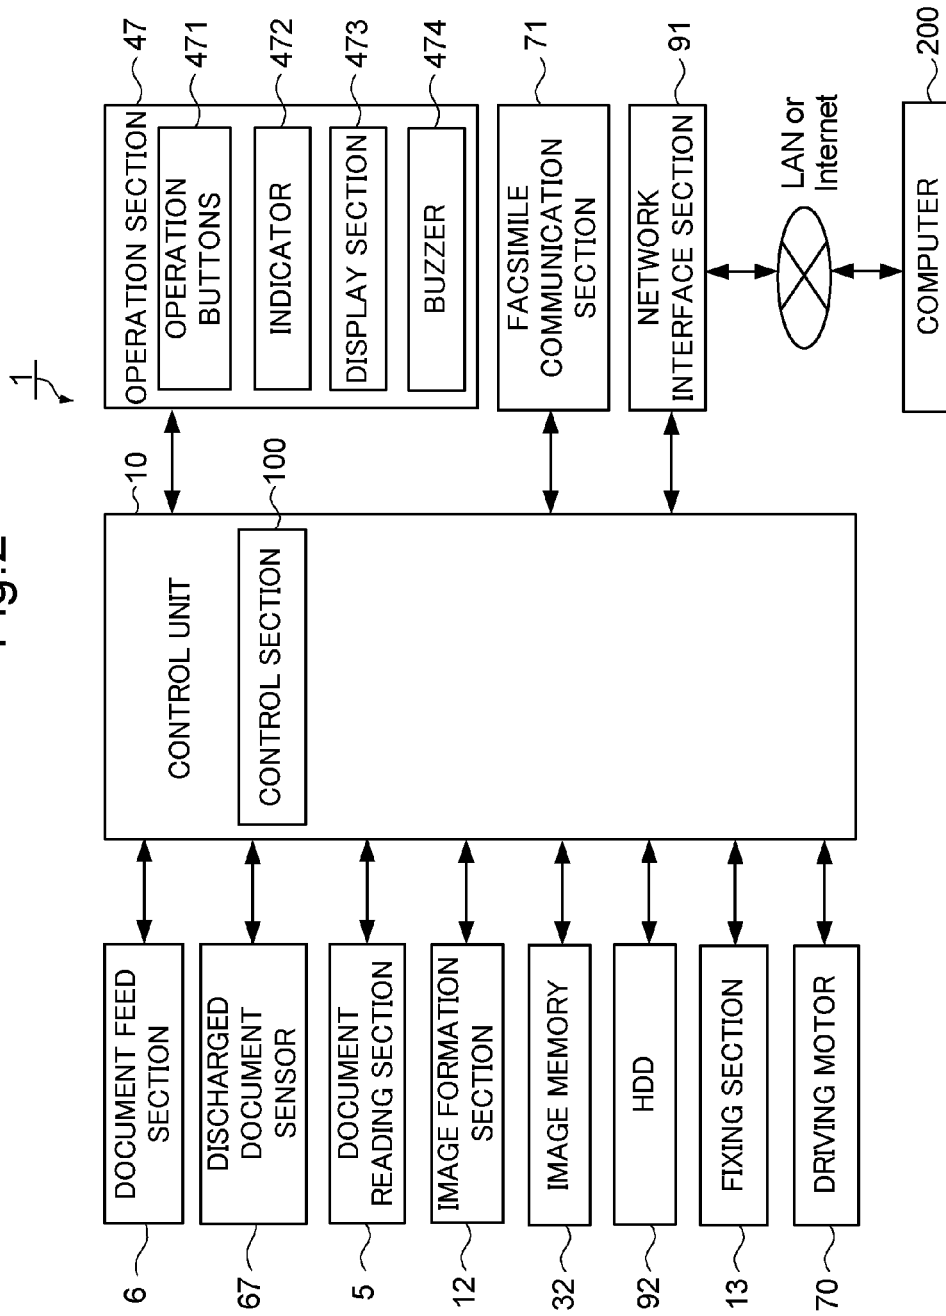 Fig.2
1
6
DOCUMENT FEED
SECTION
67
DISCHARGED
DOCUMENT
SENSOR
5
DOCUMENT
READING SECTION
12
IMAGE FORMATION
SECTION
32
IMAGE MEMORY
92
HDD
13
FIXING SECTION
70
DRIVING MOTOR
10
CONTROL UNIT
100
CONTROL SECTION
47
OPERATION SECTION
471
OPERATION
BUTTONS
472
INDICATOR
473
DISPLAY SECTION
474
BUZZER
71
FACSIMILE
COMMUNICATION
SECTION
91
NETWORK
INTERFACE SECTION
LAN or
Internet
200
COMPUTER